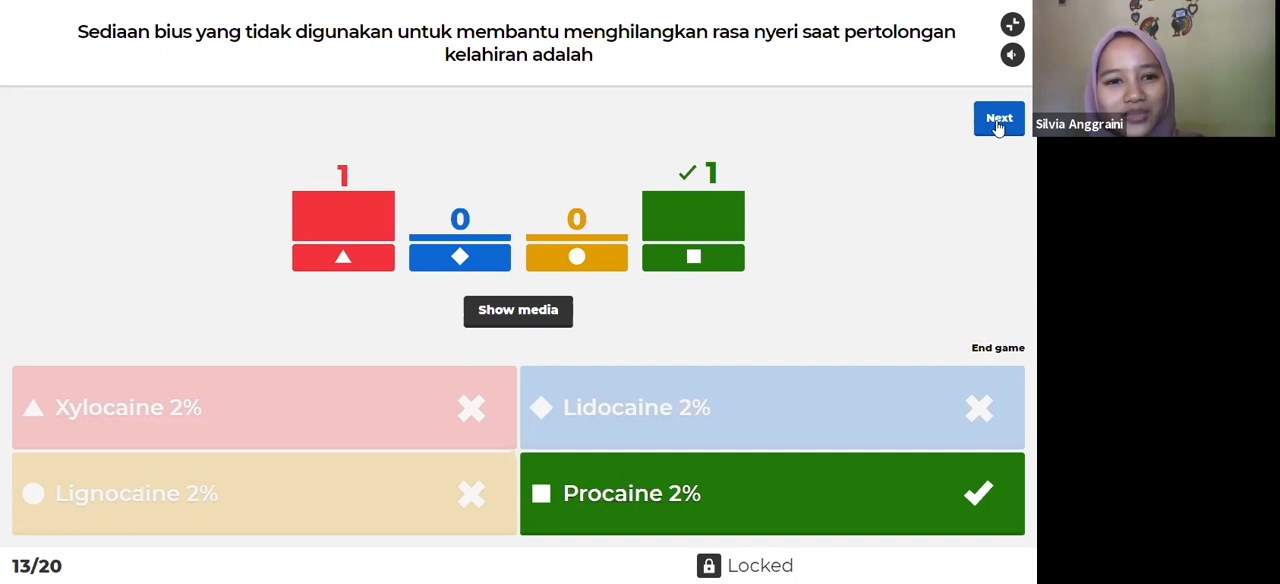 Sediaan bius yang tidak digunakan untuk membantu menghilangkan rasa nyeri saat pertolongan
kelahiran adalah
Next
Silvia Anggraini
1
0
0
1
Show media
End game
Xylocaine 2%
Lidocaine 2%
Lignocaine 2%
Procaine 2%
13/20
Locked